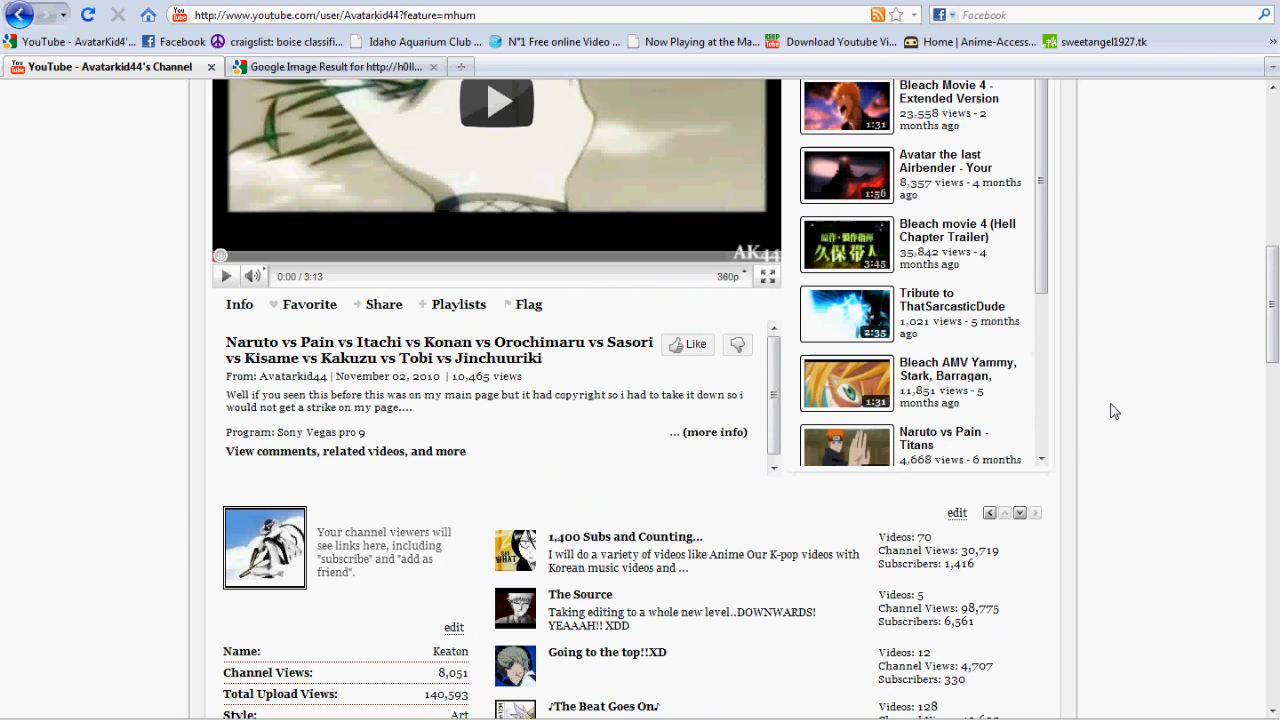 http://www.youtube.com/user/Avatarkid44?feature=mhum
Facebook
YouTube - AvatarKid4'...
Facebook
craigslist: boise classifi...
Idaho Aquarium Club ...
N°1 Free online Video ...
Now Playing at the Ma...
Download Youtube Vi...
Home | Anime-Access...
sweetangel1927.tk
YouTube - Avatarkid44's Channel
Google Image Result for http://h0ll...
Bleach Movie 4 -
Extended Version
23,558 views - 2
months ago
1:31
Avatar the last
Airbender - Your
8,357 views - 4 months
ago
1:56
Bleach movie 4 (Hell
Chapter Trailer)
35,842 views - 4
months ago
久保帯人
3:45
Tribute to
ThatSarcasticDude
1,021 views - 5 months
ago
2:35
Bleach AMV Yammy,
Stark, Barragan,
11,851 views - 5
months ago
1:31
Naruto vs Pain -
Titans
4,668 views - 6 months
AK44
0:00 / 3:13
360p
Info
Favorite
Share
Playlists
Flag
Naruto vs Pain vs Itachi vs Konan vs Orochimaru vs Sasori
vs Kisame vs Kakuzu vs Tobi vs Jinchuuriki
Like
From: Avatarkid44 | November 02, 2010 | 10,465 views
Well if you seen this before this was on my main page but it had copyright so i had to take it down so i
would not get a strike on my page....
Program: Sony Vegas pro 9
... (more info)
View comments, related videos, and more
edit
Your channel viewers will
see links here, including
"subscribe" and "add as
friend".
edit
Name: Keaton
Channel Views: 8,051
Total Upload Views: 140,593
Style: Art
1,400 Subs and Counting...
I will do a variety of videos like Anime Our K-pop videos with
Korean music videos and ...
Videos: 70
Channel Views: 30,719
Subscribers: 1,416
The Source
Taking editing to a whole new level..DOWNWARDS!
YEAAAH!! XDD
Videos: 5
Channel Views: 98,775
Subscribers: 6,561
Going to the top!!XD
Videos: 12
Channel Views: 4,707
Subscribers: 330
♪The Beat Goes On♪
Videos: 128